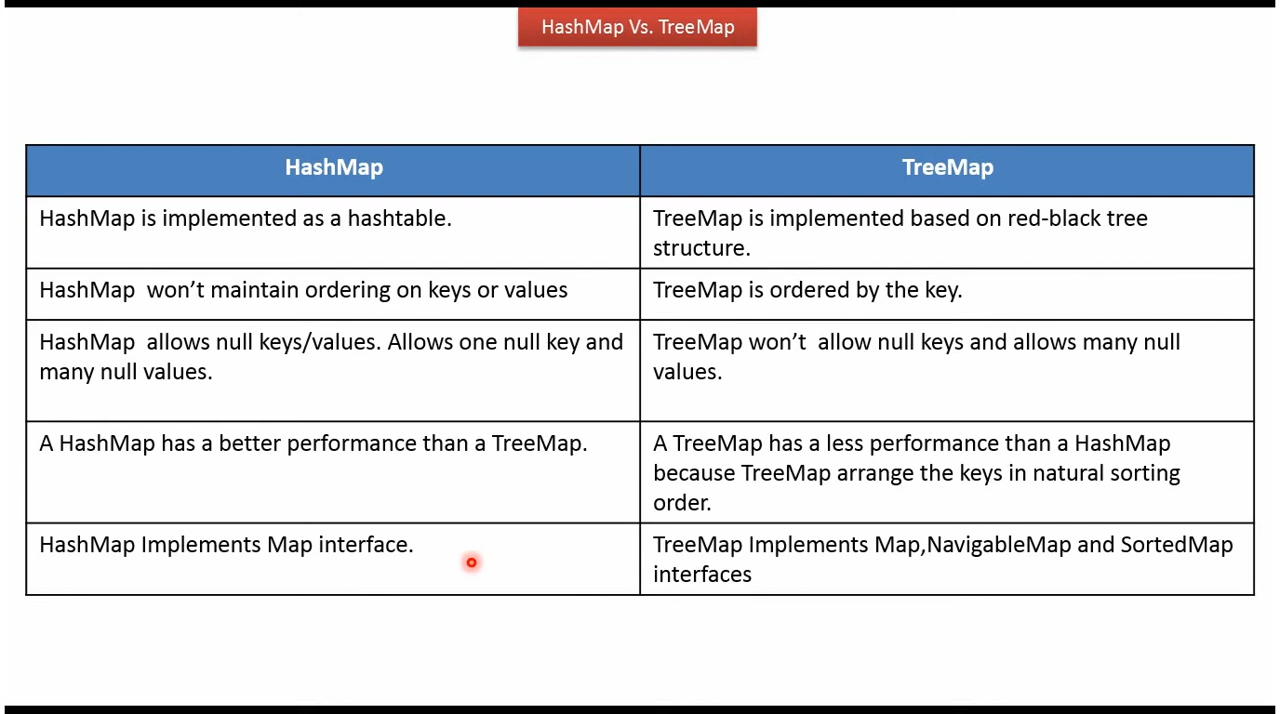 HashMap Vs. TreeMap
HashMap
TreeMap
HashMap is implemented as a hashtable.
TreeMap is implemented based on red-black tree
structure.
HashMap  won’t maintain ordering on keys or values
TreeMap is ordered by the key.
HashMap  allows null keys/values. Allows one null key and
many null values.
TreeMap won’t  allow null keys and allows many null
values.
A HashMap has a better performance than a TreeMap.
A TreeMap has a less performance than a HashMap
because TreeMap arrange the keys in natural sorting
order.
HashMap Implements Map interface.
TreeMap Implements Map,NavigableMap and SortedMap
interfaces